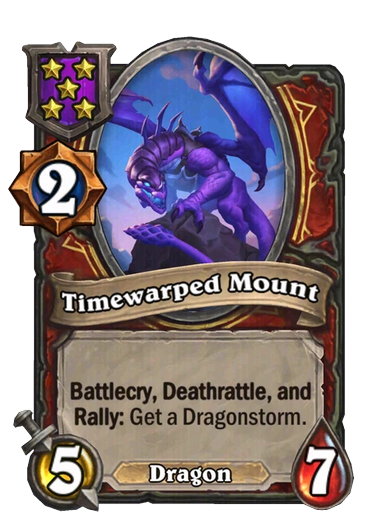 2
Timewarped Mount
Battlecry, Deathrattle, and
Rally: Get a Dragonstorm.
5
Dragon
7